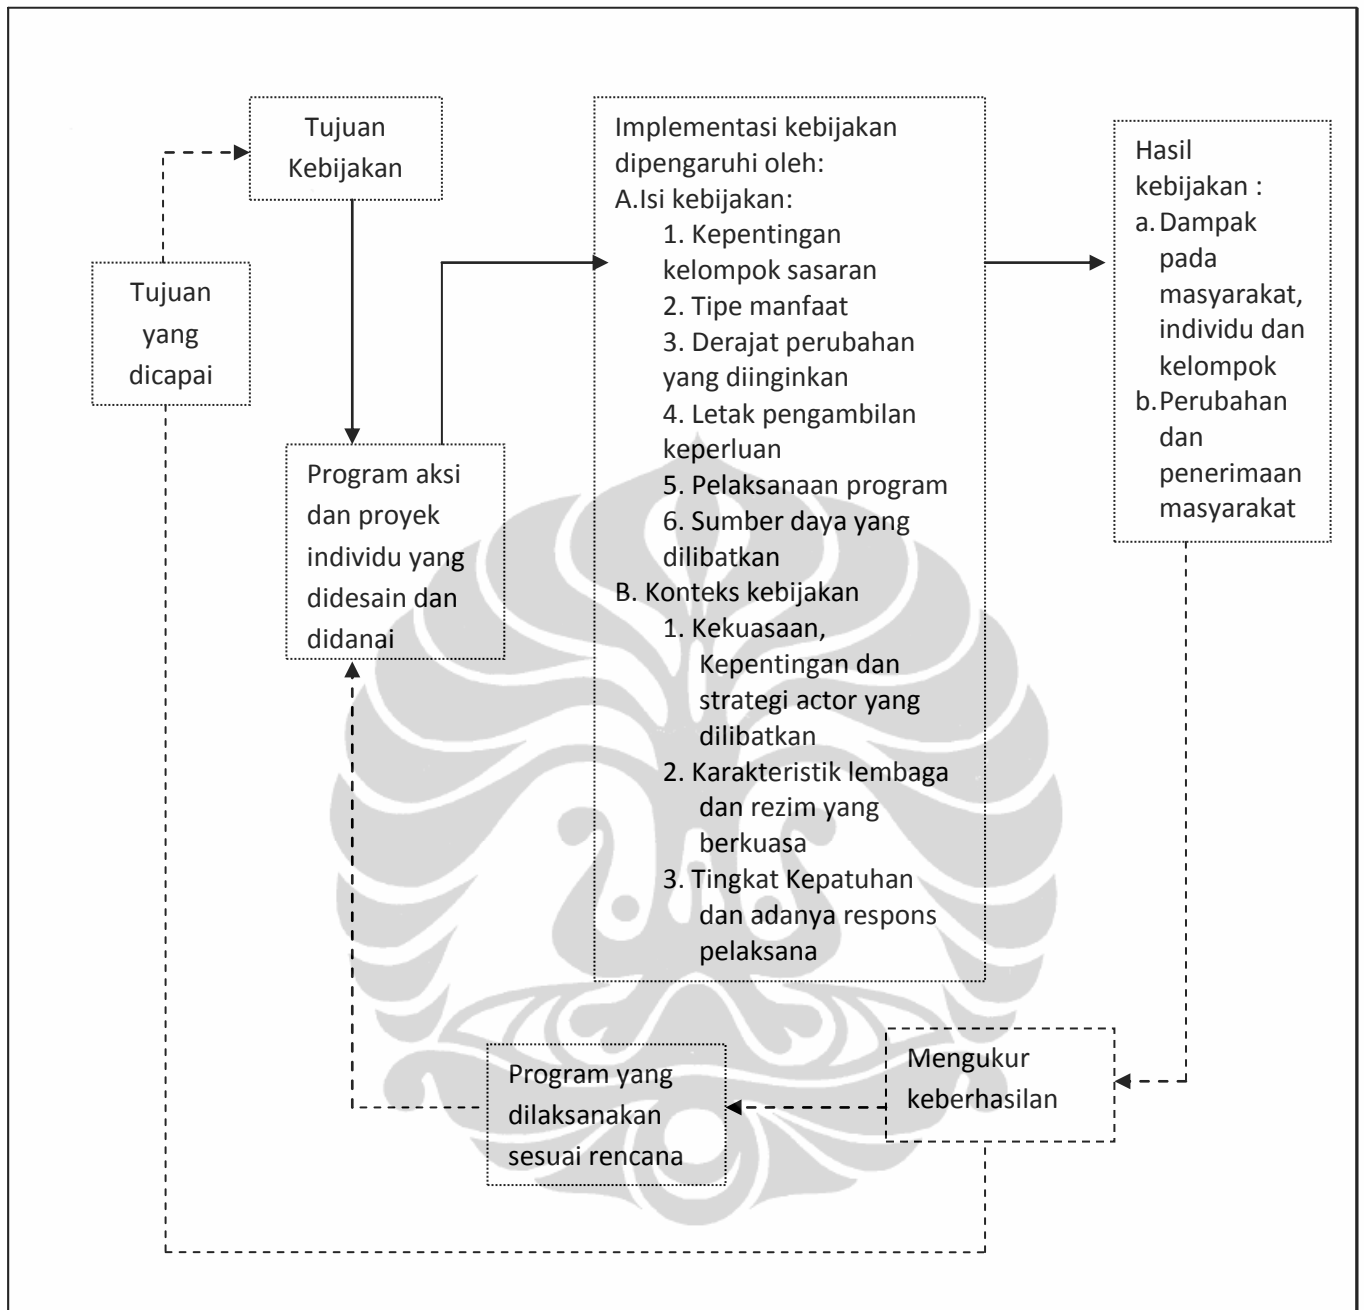 Tujuan
Kebijakan
Tujuan
yang
dicapai
Program aksi
dan proyek
individu yang
didesain dan
didanai
Implementasi kebijakan
dipengaruhi oleh:
A.Isi kebijakan:
1. Kepentingan
kelompok sasaran
2. Tipe manfaat
3. Derajat perubahan
yang diinginkan
4. Letak pengambilan
keperluan
5. Pelaksanaan program
6. Sumber daya yang
dilibatkan
B. Konteks kebijakan
1. Kekuasaan,
Kepentingan dan
strategi actor yang
dilibatkan
2. Karakteristik lembaga
dan rezim yang
berkuasa
3. Tingkat Kepatuhan
dan adanya respons
pelaksana
Hasil
kebijakan :
a. Dampak
pada
masyarakat,
individu dan
kelompok
b. Perubahan
dan
penerimaan
masyarakat
Mengukur
keberhasilan
Program yang
dilaksanakan
sesuai rencana